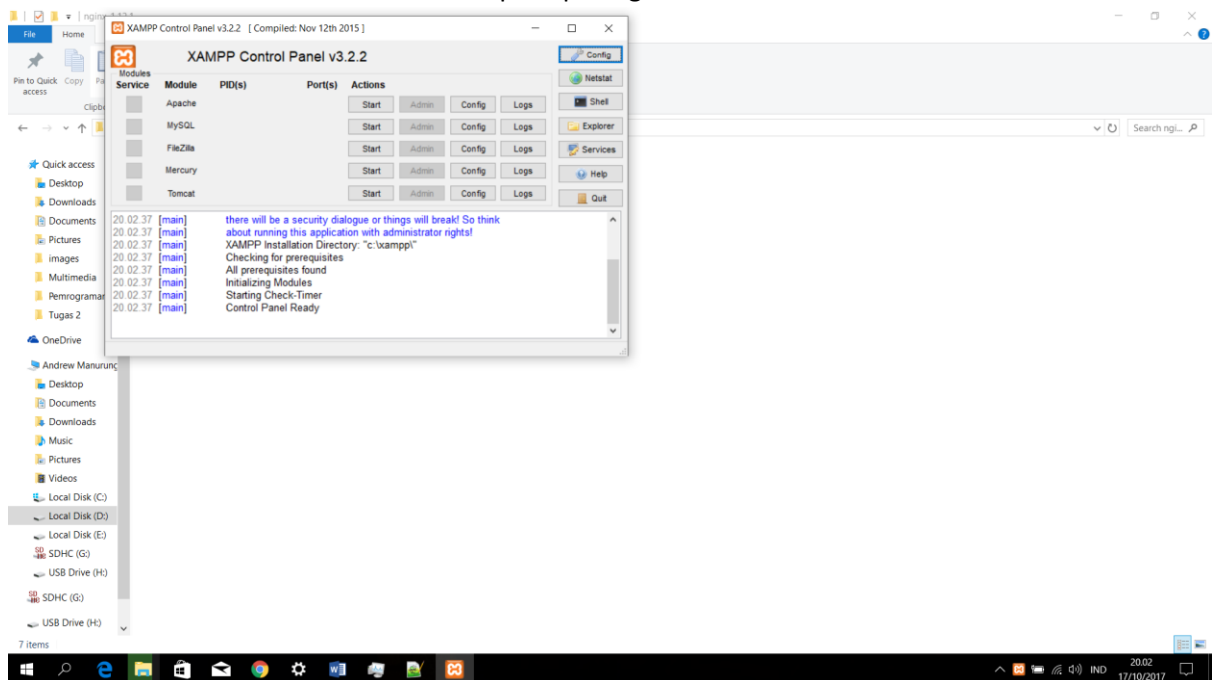 XAMPP Control Panel v3.2.2 [ Compiled: Nov 12th 2015 ]
File Home
XAMPP Control Panel v3.2.2
Config
Pin to Quick access
Copy
Modules
Service Module PID(s) Port(s) Actions
Netstat
Apache Start Admin Config Logs
Shell
MySQL Start Admin Config Logs
Explorer
FileZilla Start Admin Config Logs
Services
Mercury Start Admin Config Logs
Help
Tomcat Start Admin Config Logs
Quit
Search ngi...
20.02.37 [main] there will be a security dialogue or things will break! So think
20.02.37 [main] about running this application with administrator rights!
20.02.37 [main] XAMPP Installation Directory: "c:\xampp\"
20.02.37 [main] Checking for prerequisites
20.02.37 [main] All prerequisites found
20.02.37 [main] Initializing Modules
20.02.37 [main] Starting Check-Timer
20.02.37 [main] Control Panel Ready
Quick access
Desktop
Downloads
Documents
Pictures
images
Multimedia
Pemrograman
Tugas 2
OneDrive
Andrew Manurung
Desktop
Documents
Downloads
Music
Pictures
Videos
Local Disk (C:)
Local Disk (D:)
Local Disk (E:)
SDHC (G:)
USB Drive (H:)
SDHC (G:)
USB Drive (H:)
7 items
IND
20.02
17/10/2017